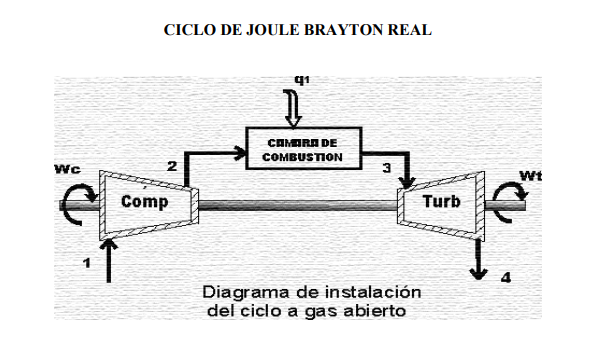 CICLO DE JOULE BRAYTON REAL
q1
CAMARA DE
COMBUSTION
Wc
2
3
Wt
Comp
Turb
1
4
Diagrama de instalación
del ciclo a gas abierto